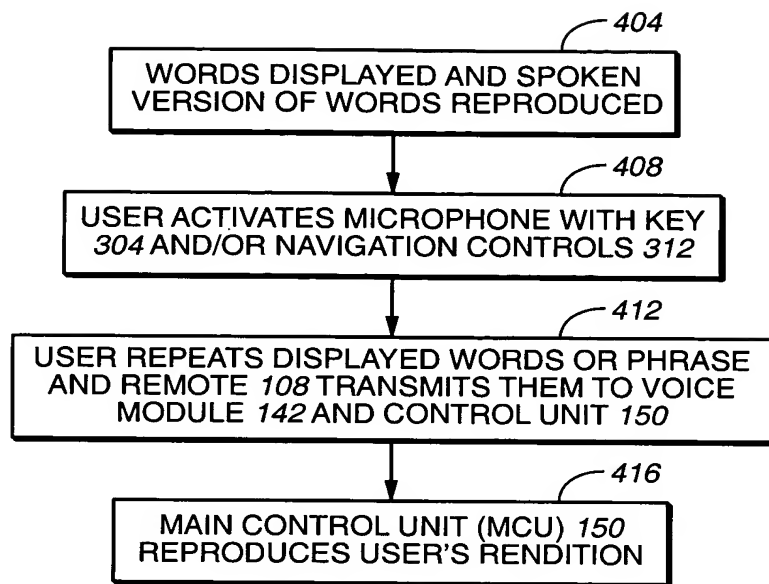 404
WORDS DISPLAYED AND SPOKEN
VERSION OF WORDS REPRODUCED
408
USER ACTIVATES MICROPHONE WITH KEY
304 AND/OR NAVIGATION CONTROLS 312
412
USER REPEATS DISPLAYED WORDS OR PHRASE
AND REMOTE 108 TRANSMITS THEM TO VOICE
MODULE 142 AND CONTROL UNIT 150
416
MAIN CONTROL UNIT (MCU) 150
REPRODUCES USER'S RENDITION